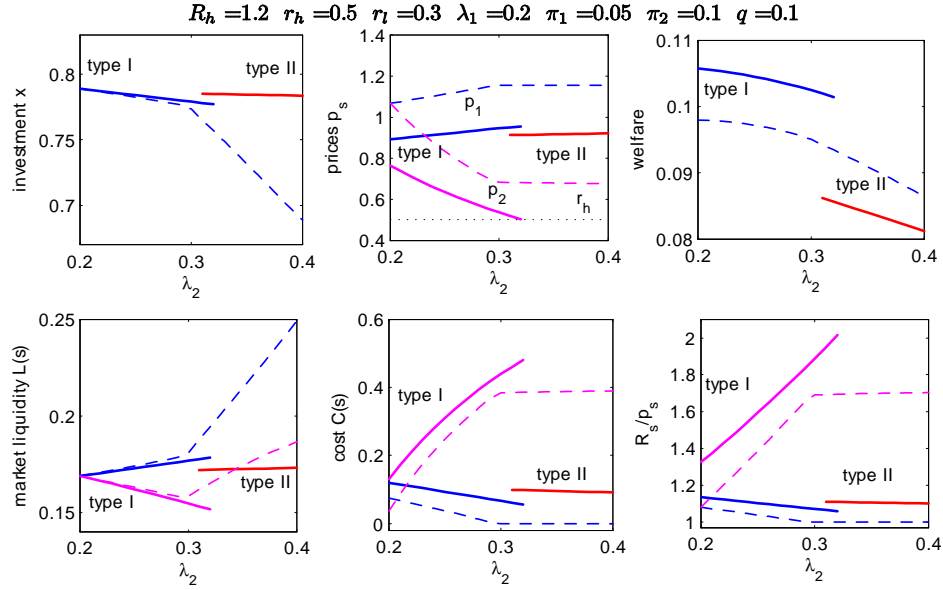 R_h =1.2 r_h =0.5 r_l =0.3 λ_1 =0.2 π_1 =0.05 π_2 =0.1 q =0.1
investment x
0.8
0.75
0.7
type I
type II
0.2 0.3 0.4
λ_2
prices p_s
1.4
1.2
1
0.8
0.6
0.4
p_1
type I
type II
p_2
r_h
0.2 0.3 0.4
λ_2
welfare
0.11
0.1
0.09
0.08
type I
type II
0.2 0.3 0.4
λ_2
market liquidity L(s)
0.25
0.2
0.15
type I
type II
0.2 0.3 0.4
λ_2
cost C(s)
0.6
0.4
0.2
0
type I
type II
0.2 0.3 0.4
λ_2
R_s/p_s
2
1.8
1.6
1.4
1.2
1
type I
type II
0.2 0.3 0.4
λ_2